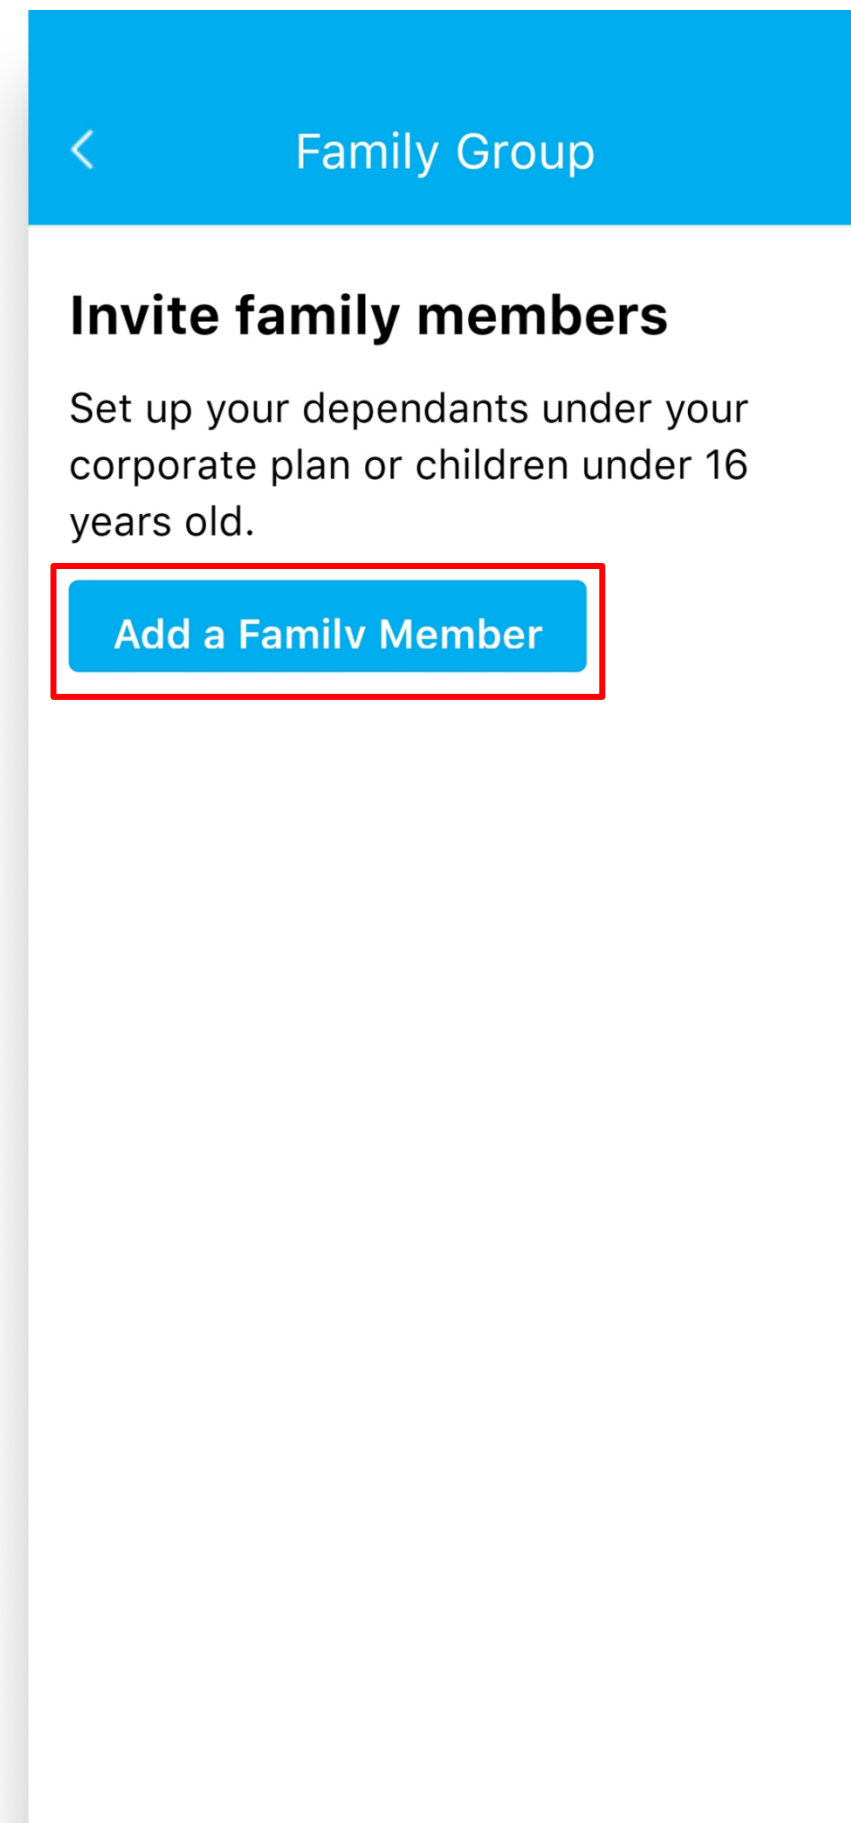 Family Group
Invite family members
Set up your dependants under your
corporate plan or children under 16
years old.
Add a Family Member